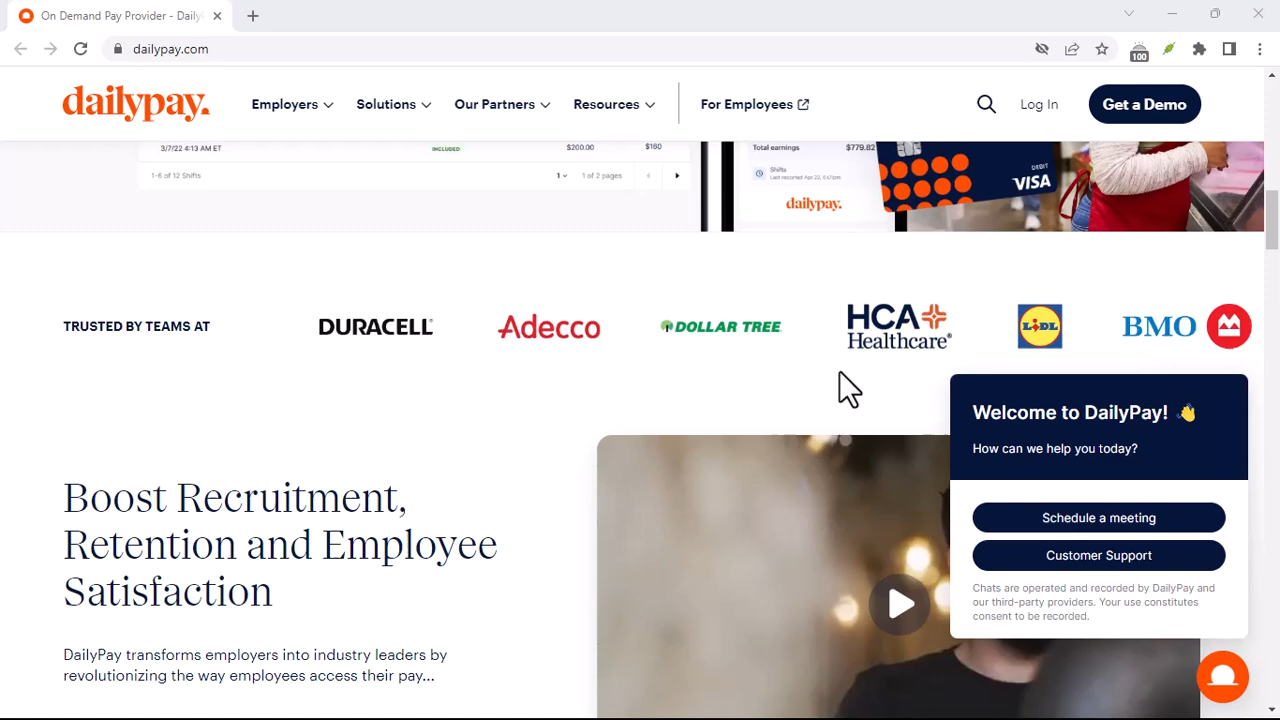 On Demand Pay Provider - Daily
dailypay.com
100
dailypay.
Employers
Solutions
Our Partners
Resources
For Employees
Log In
Get a Demo
3/7/22 4:13 AM ET
INCLUDED
$200.00
$160
1-6 of 12 Shifts
1
1 of 2 pages
Total earnings
$779.82
Shifts
Last recorded Apr 22, 5:47pm
dailypay.
DEBIT
VISA
TRUSTED BY TEAMS AT
DURACELL
Adecco
DOLLAR TREE
HCA
Healthcare®
LIDL
BMO
Boost Recruitment,
Retention and Employee
Satisfaction
DailyPay transforms employers into industry leaders by
revolutionizing the way employees access their pay...
Welcome to DailyPay! 👋
How can we help you today?
Schedule a meeting
Customer Support
Chats are operated and recorded by DailyPay and
our third-party providers. Your use constitutes
consent to be recorded.